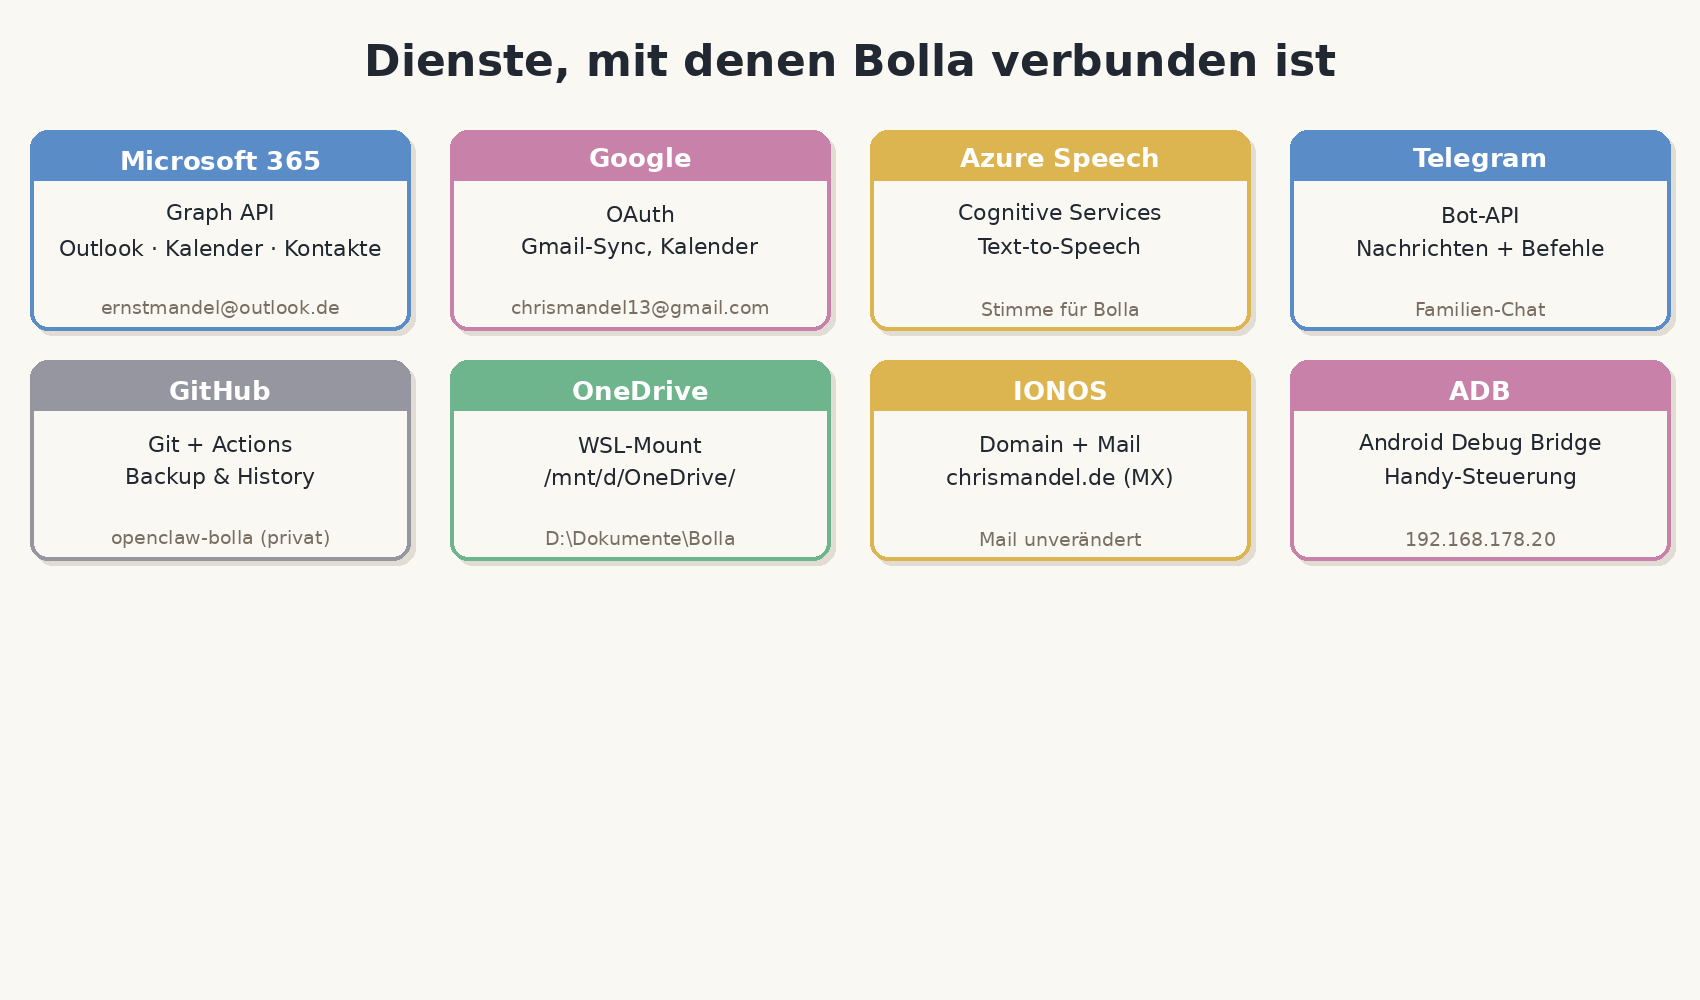 Dienste, mit denen Bolla verbunden ist
Microsoft 365
Graph API
Outlook · Kalender · Kontakte
ernstmandel@outlook.de
Google
OAuth
Gmail-Sync, Kalender
chrismandel13@gmail.com
Azure Speech
Cognitive Services
Text-to-Speech
Stimme für Bolla
Telegram
Bot-API
Nachrichten + Befehle
Familien-Chat
GitHub
Git + Actions
Backup & History
openclaw-bolla (privat)
OneDrive
WSL-Mount
/mnt/d/OneDrive/
D:\Dokumente\Bolla
IONOS
Domain + Mail
chrismandel.de (MX)
Mail unverändert
ADB
Android Debug Bridge
Handy-Steuerung
192.168.178.20